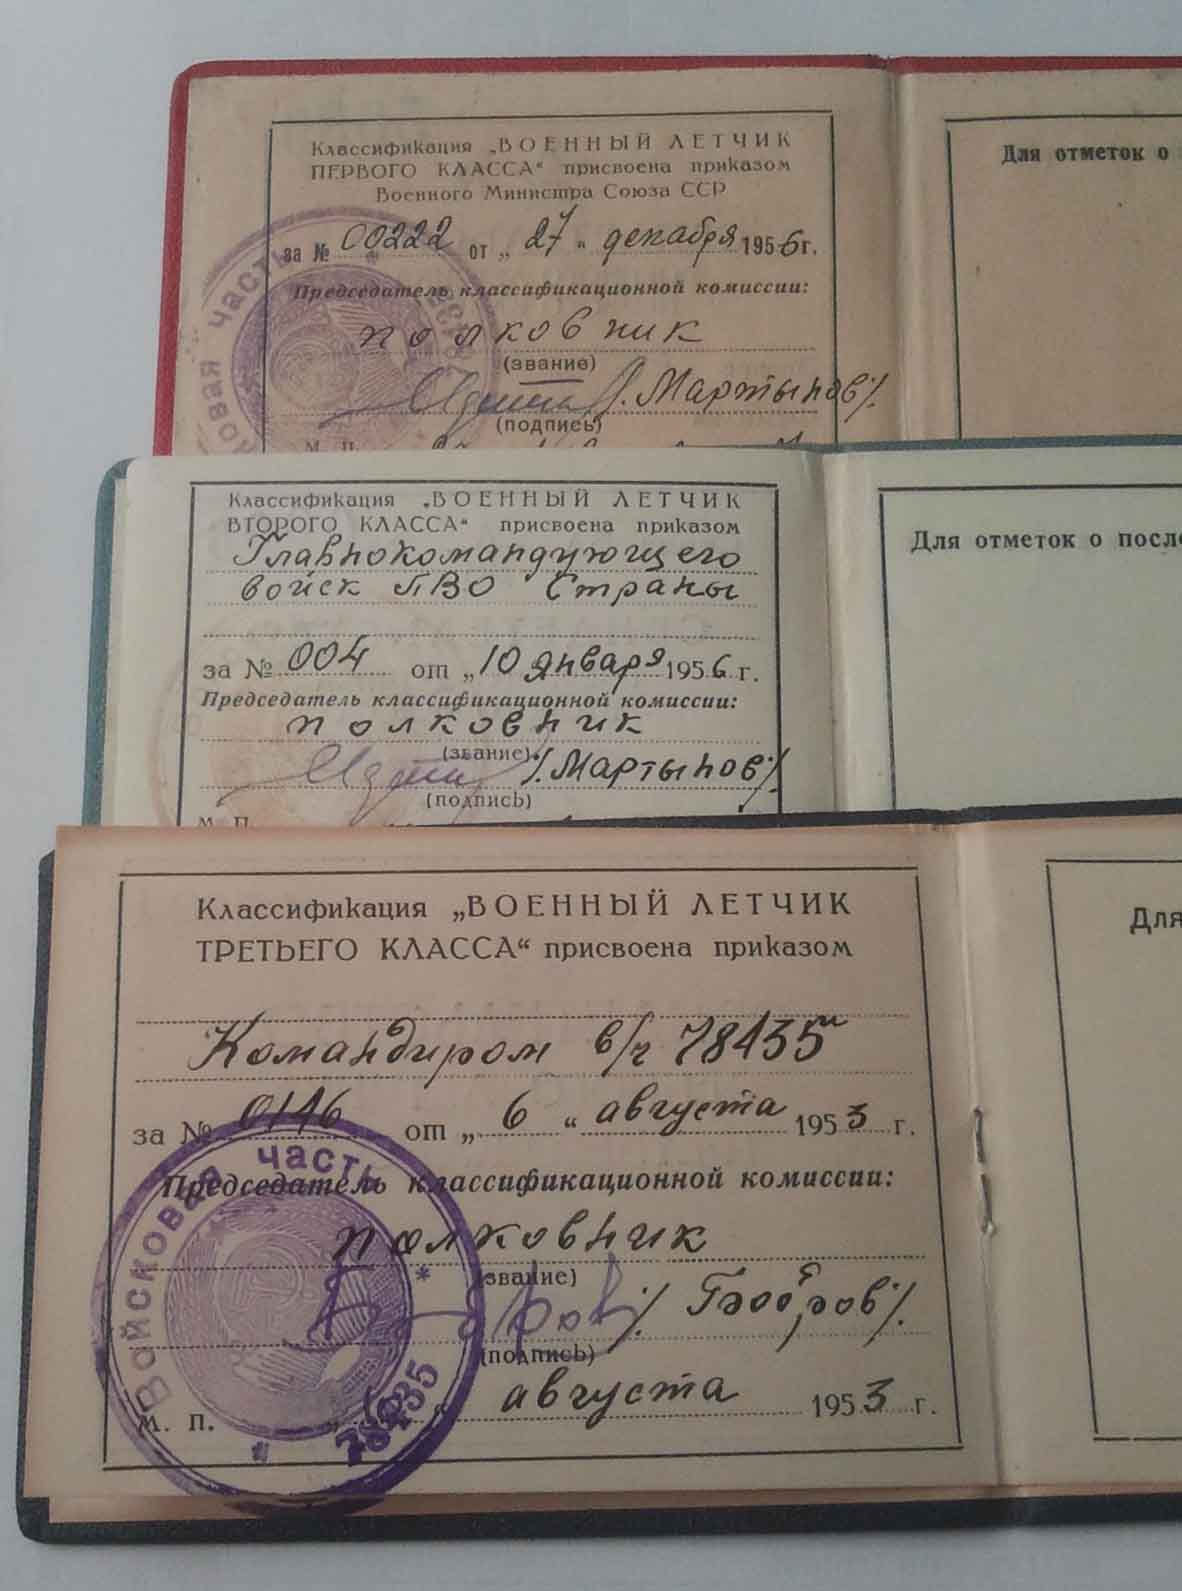 Классификация „ВОЕННЫЙ ЛЕТЧИК
ПЕРВОГО КЛАССА“ присвоена приказом
Военного Министра Союза ССР
за № 00222 от „ 27 “ декабря 1956 г.
Председатель классификационной комиссии:
полковник
(звание)
/. Мартынов /.
(подпись)
М. П.
Войсковая часть
Для отметок о
Классификация „ВОЕННЫЙ ЛЕТЧИК
ВТОРОГО КЛАССА“ присвоена приказом
Главнокомандующего
войск ПВО Страны
за № 004 от „10 января 1956 г.
Председатель классификационной комиссии:
полковник
(звание)
/. Мартынов /.
(подпись)
М. П.
Для отметок о посл
Классификация „ВОЕННЫЙ ЛЕТЧИК
ТРЕТЬЕГО КЛАССА“ присвоена приказом
Командиром в/ч 78435
за № 0146 от „ 6 “ августа 1953 г.
Председатель классификационной комиссии:
полковник
(звание)
(подпись)
М. П. августа 1953 г.
Войсковая часть
78435
Для